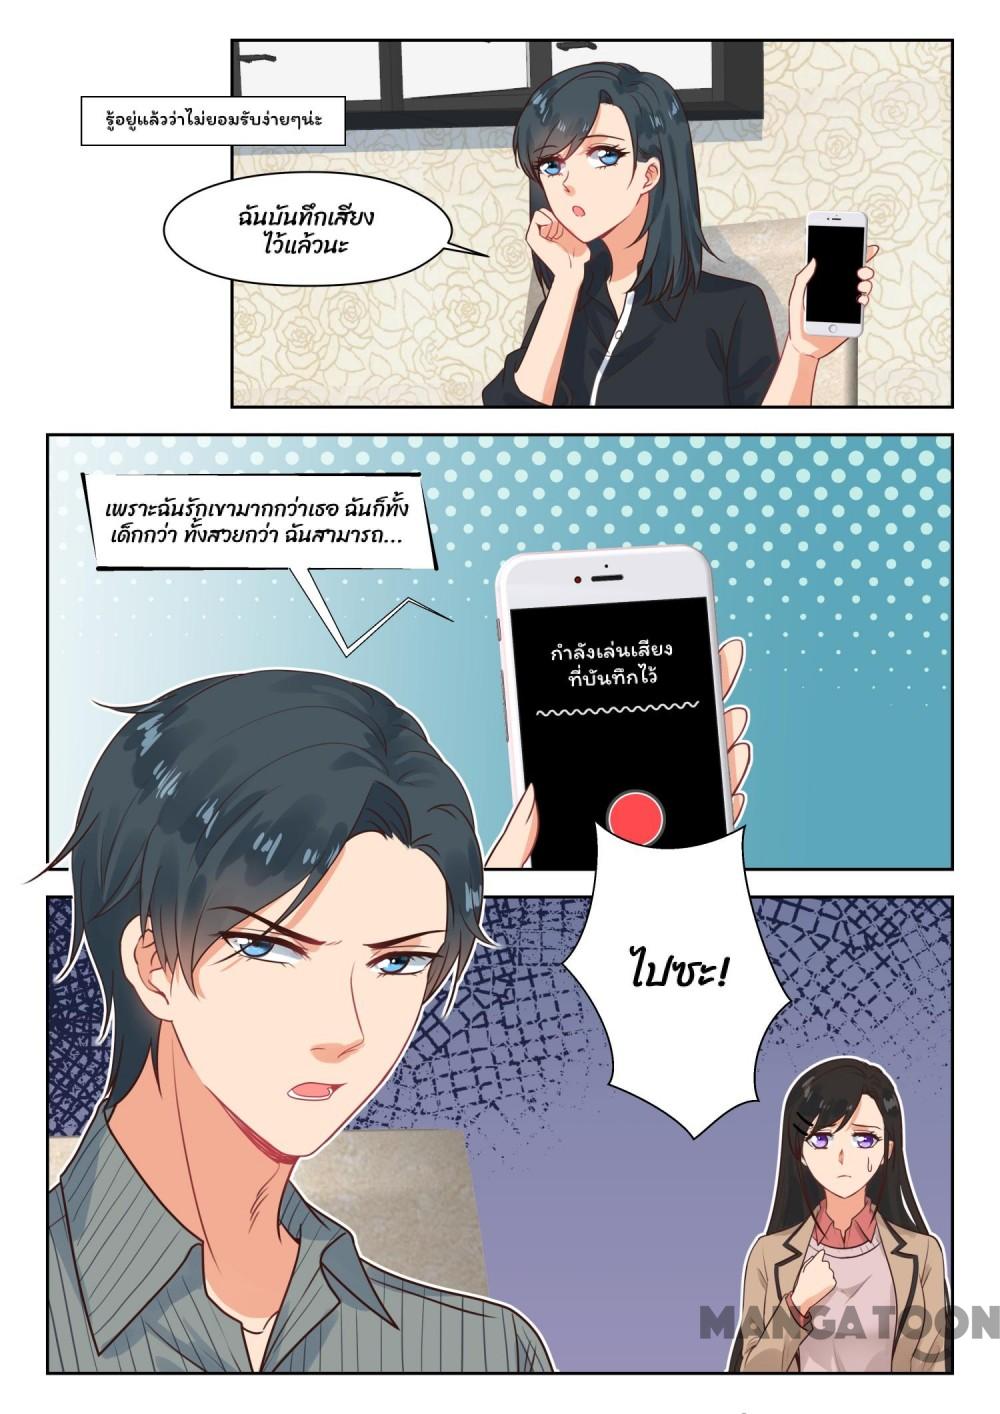 รู้อยู่แล้วว่าไม่ยอมรับง่ายๆน่ะ
ฉันบันทึกเสียง
ไว้แล้วนะ
เพราะฉันรักเขามากกว่าเธอ ฉันก็ทั้ง
เด็กกว่า ทั้งสวยกว่า ฉันสามารถ...
กำลังเล่นเสียง
ที่บันทึกไว้
ไปซะ!
MANGATOON